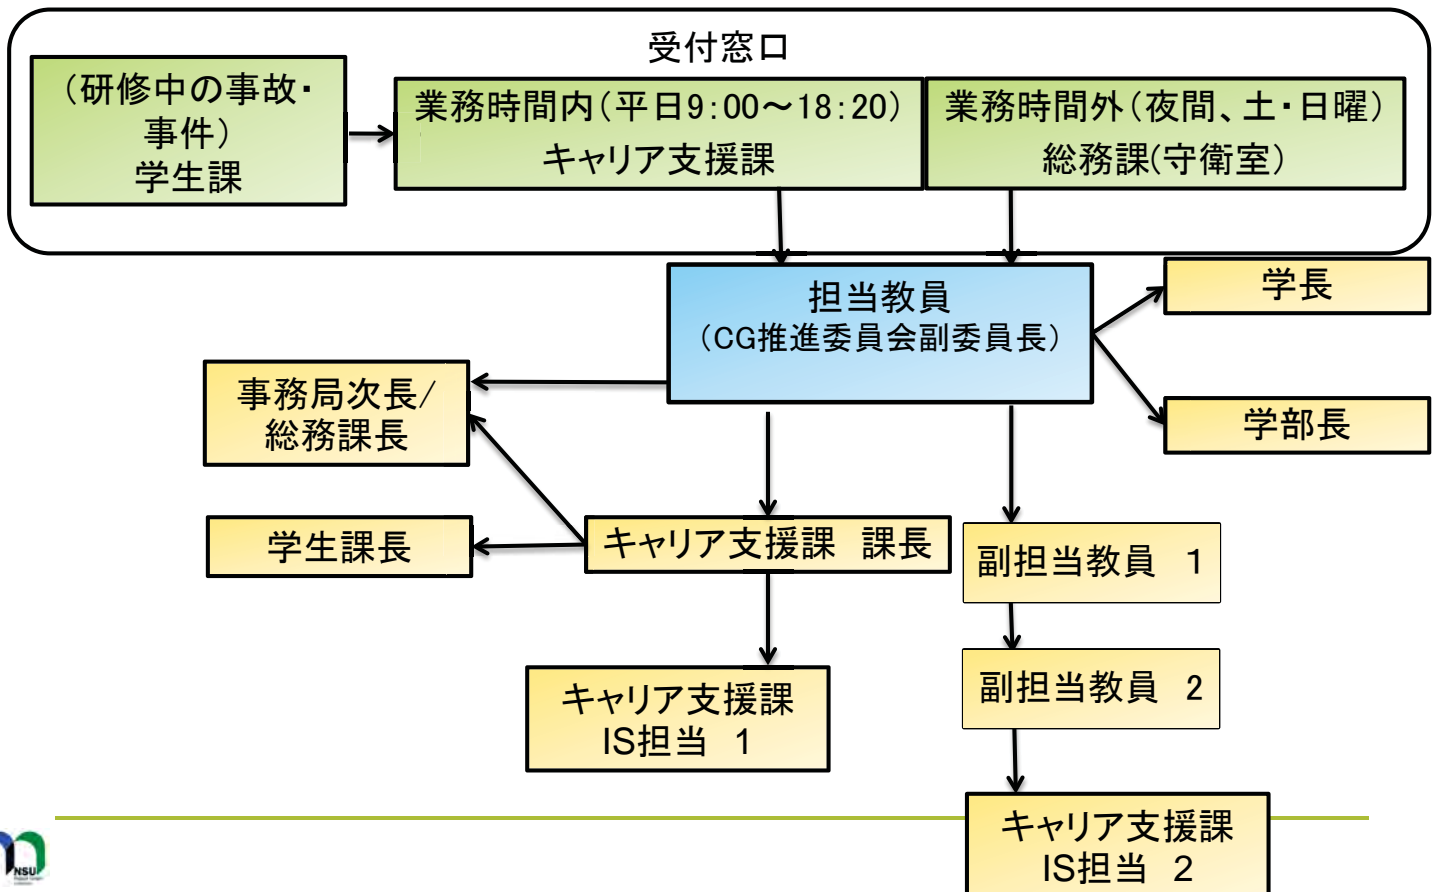 受付窓口
（研修中の事故・
事件）
学生課
業務時間内（平日9：00～18：20）
キャリア支援課
業務時間外（夜間、土・日曜）
総務課(守衛室）
担当教員
（CG推進委員会副委員長）
学長
学部長
事務局次長/
総務課長
学生課長
キャリア支援課　課長
副担当教員　1
副担当教員　2
キャリア支援課
IS担当　1
キャリア支援課
IS担当　2
NSU